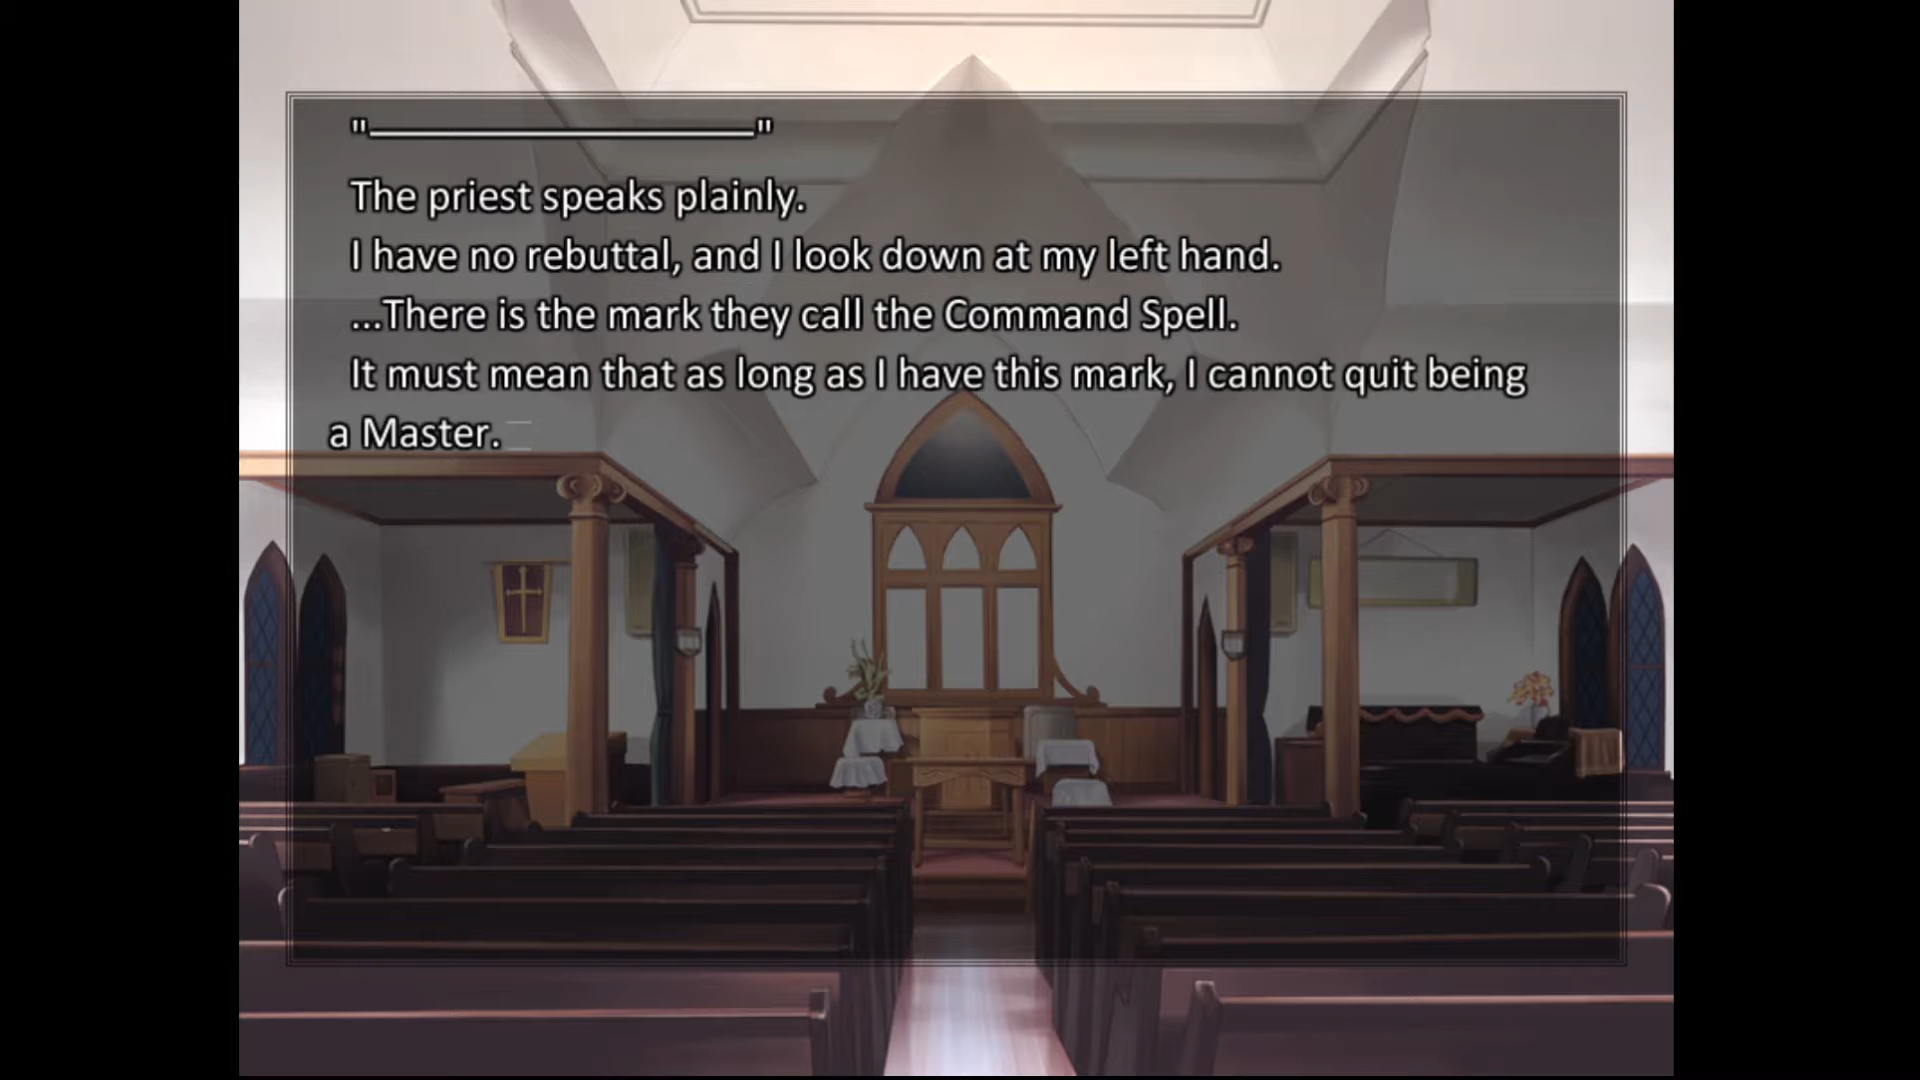 "――――――――――"
The priest speaks plainly.
I have no rebuttal, and I look down at my left hand.
...There is the mark they call the Command Spell.
It must mean that as long as I have this mark, I cannot quit being
a Master.